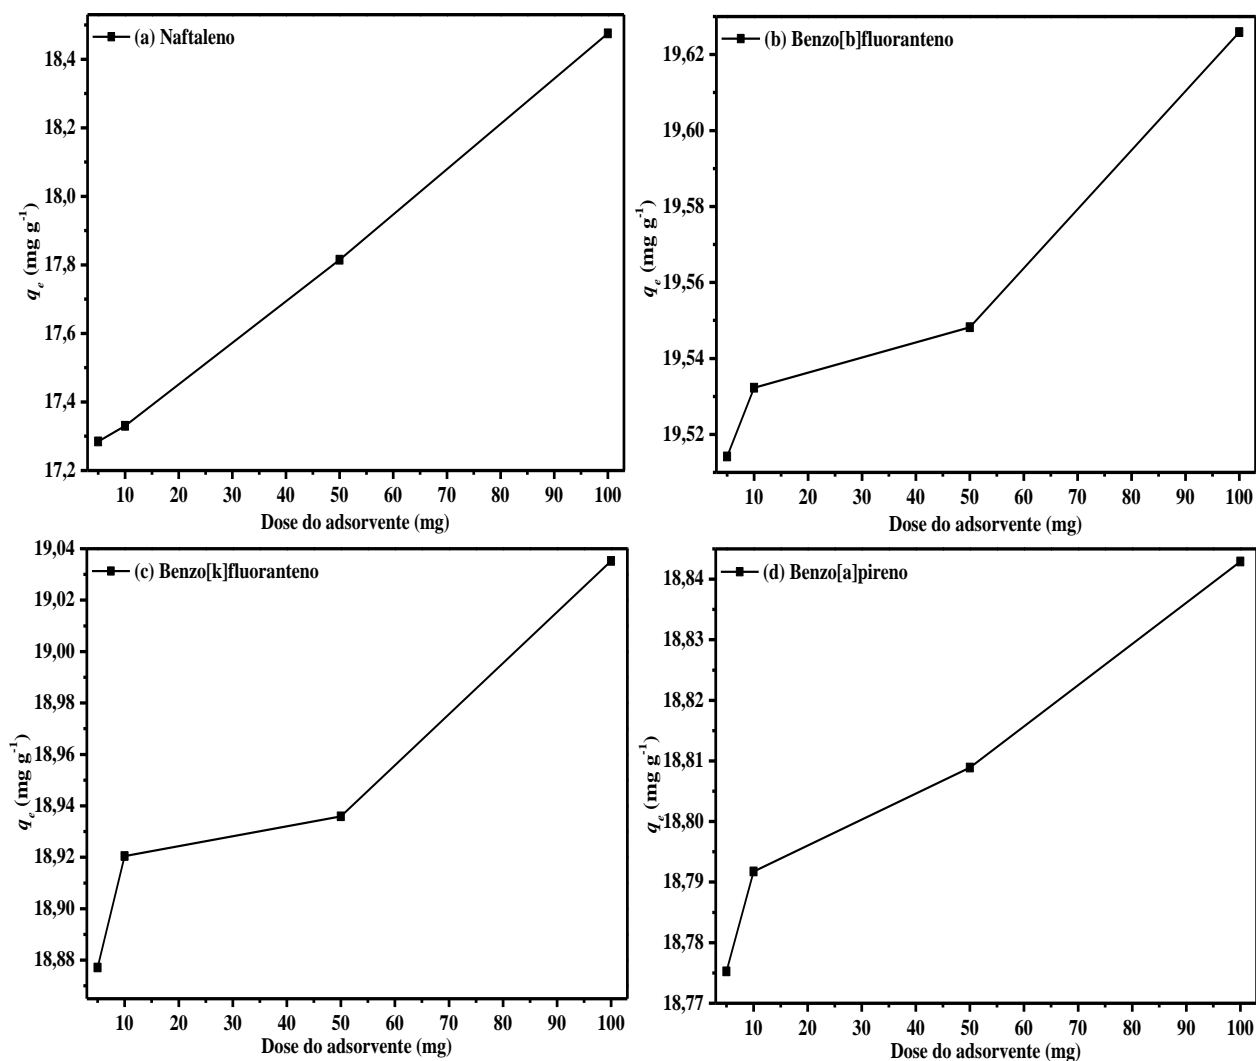 (a) Naftaleno
18,4
18,2
18,0
17,8
17,6
17,4
17,2
qe (mg g-1)
10 20 30 40 50 60 70 80 90 100
Dose do adsorvente (mg)
(b) Benzo[b]fluoranteno
19,62
19,60
19,58
19,56
19,54
19,52
qe (mg g-1)
10 20 30 40 50 60 70 80 90 100
Dose do adsorvente (mg)
(c) Benzo[k]fluoranteno
19,04
19,02
19,00
18,98
18,96
18,94
18,92
18,90
18,88
qe (mg g-1)
10 20 30 40 50 60 70 80 90 100
Dose do adsorvente (mg)
(d) Benzo[a]pireno
18,84
18,83
18,82
18,81
18,80
18,79
18,78
18,77
qe (mg g-1)
10 20 30 40 50 60 70 80 90 100
Dose do adsorvente (mg)